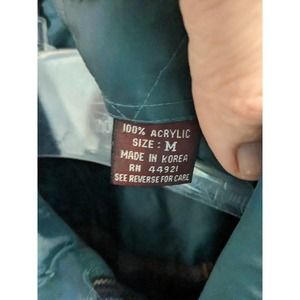 100% ACRYLIC
SIZE: M
MADE IN KOREA
RN 44921
SEE REVERSE FOR CARE